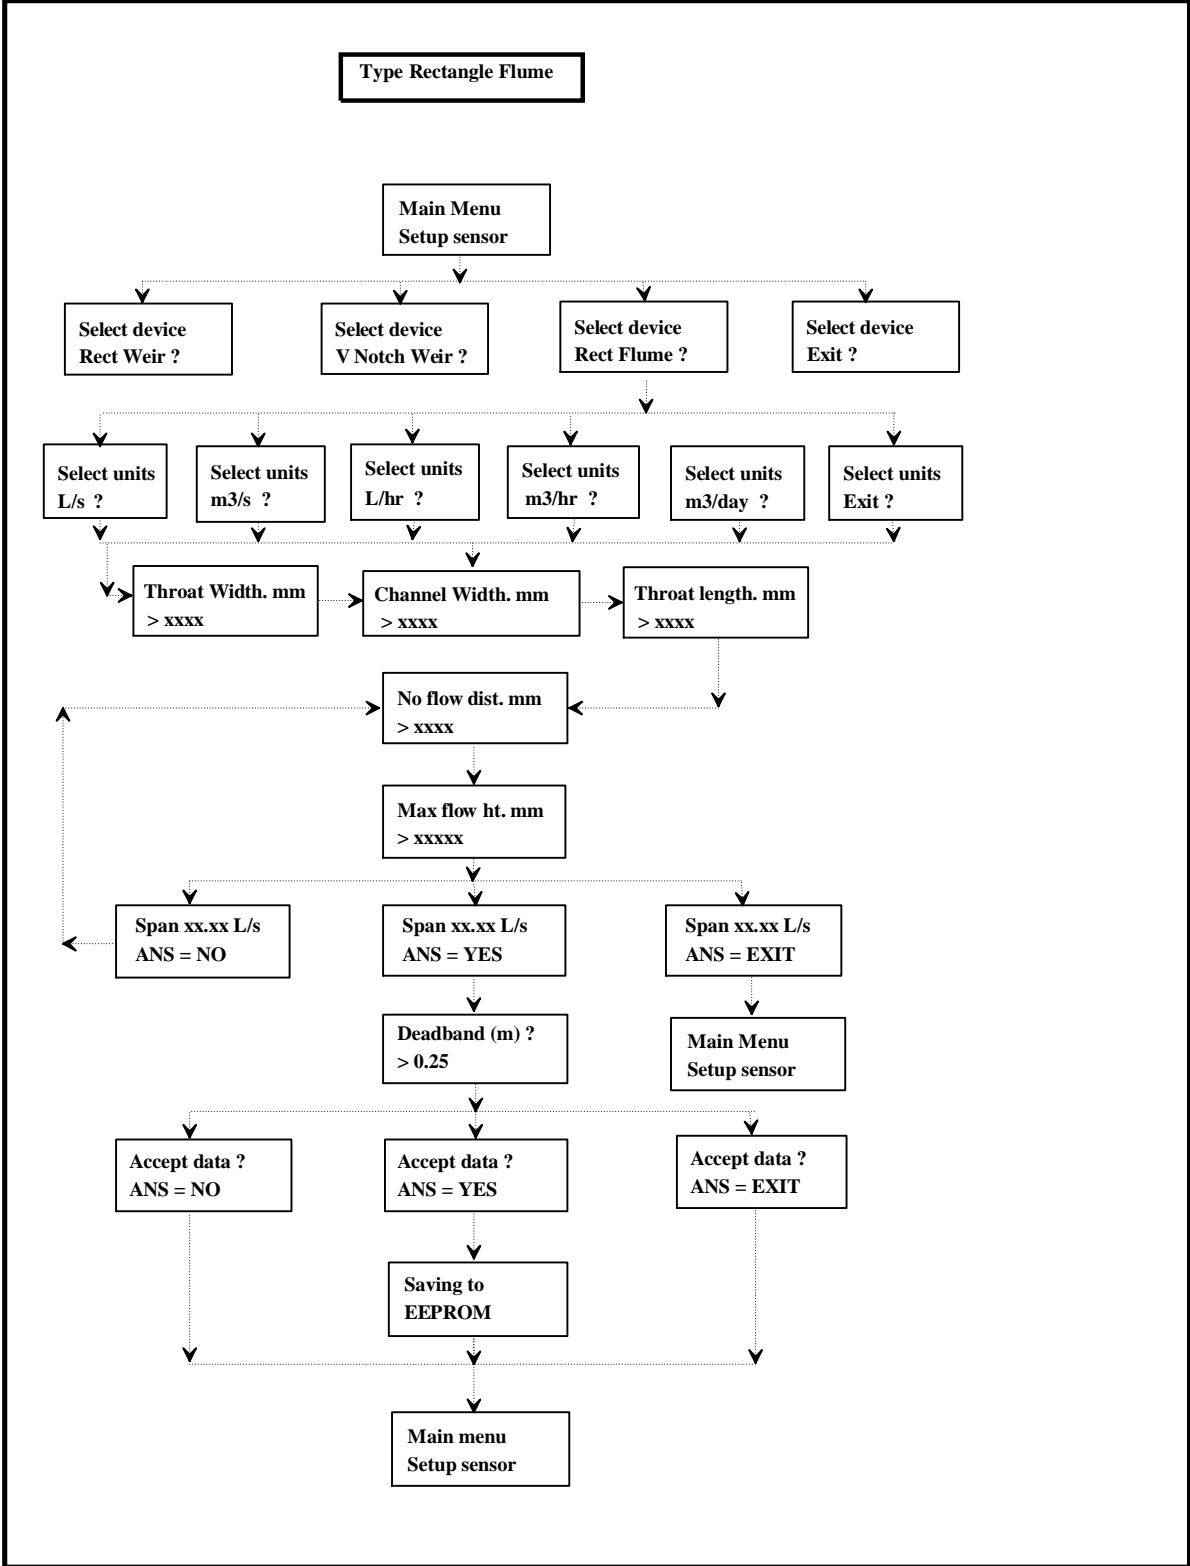 Type Rectangle Flume
Main Menu
Setup sensor
Select device
Rect Weir ?
Select device
V Notch Weir ?
Select device
Rect Flume ?
Select device
Exit ?
Select units
L/s ?
Select units
m3/s ?
Select units
L/hr ?
Select units
m3/hr ?
Select units
m3/day ?
Select units
Exit ?
Throat Width. mm
> xxxx
Channel Width. mm
> xxxx
Throat length. mm
> xxxx
No flow dist. mm
> xxxx
Max flow ht. mm
> xxxxx
Span xx.xx L/s
ANS = NO
Span xx.xx L/s
ANS = YES
Span xx.xx L/s
ANS = EXIT
Deadband (m) ?
> 0.25
Main Menu
Setup sensor
Accept data ?
ANS = NO
Accept data ?
ANS = YES
Accept data ?
ANS = EXIT
Saving to
EEPROM
Main menu
Setup sensor